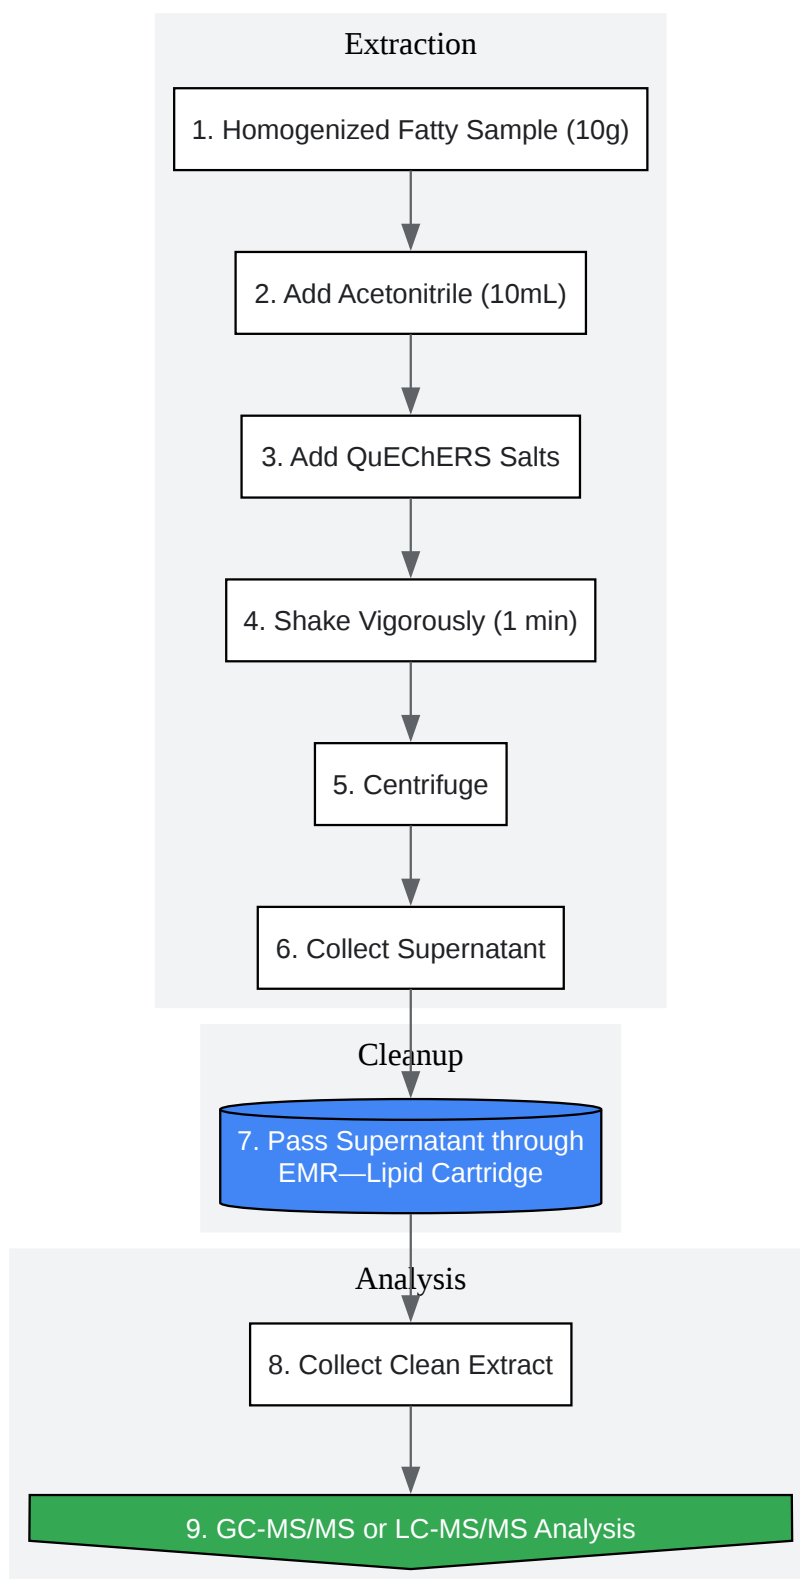 Extraction
1. Homogenized Fatty Sample (10g)
2. Add Acetonitrile (10mL)
3. Add QuEChERS Salts
4. Shake Vigorously (1 min)
5. Centrifuge
6. Collect Supernatant
Cleanup
7. Pass Supernatant through
EMR—Lipid Cartridge
Analysis
8. Collect Clean Extract
9. GC-MS/MS or LC-MS/MS Analysis